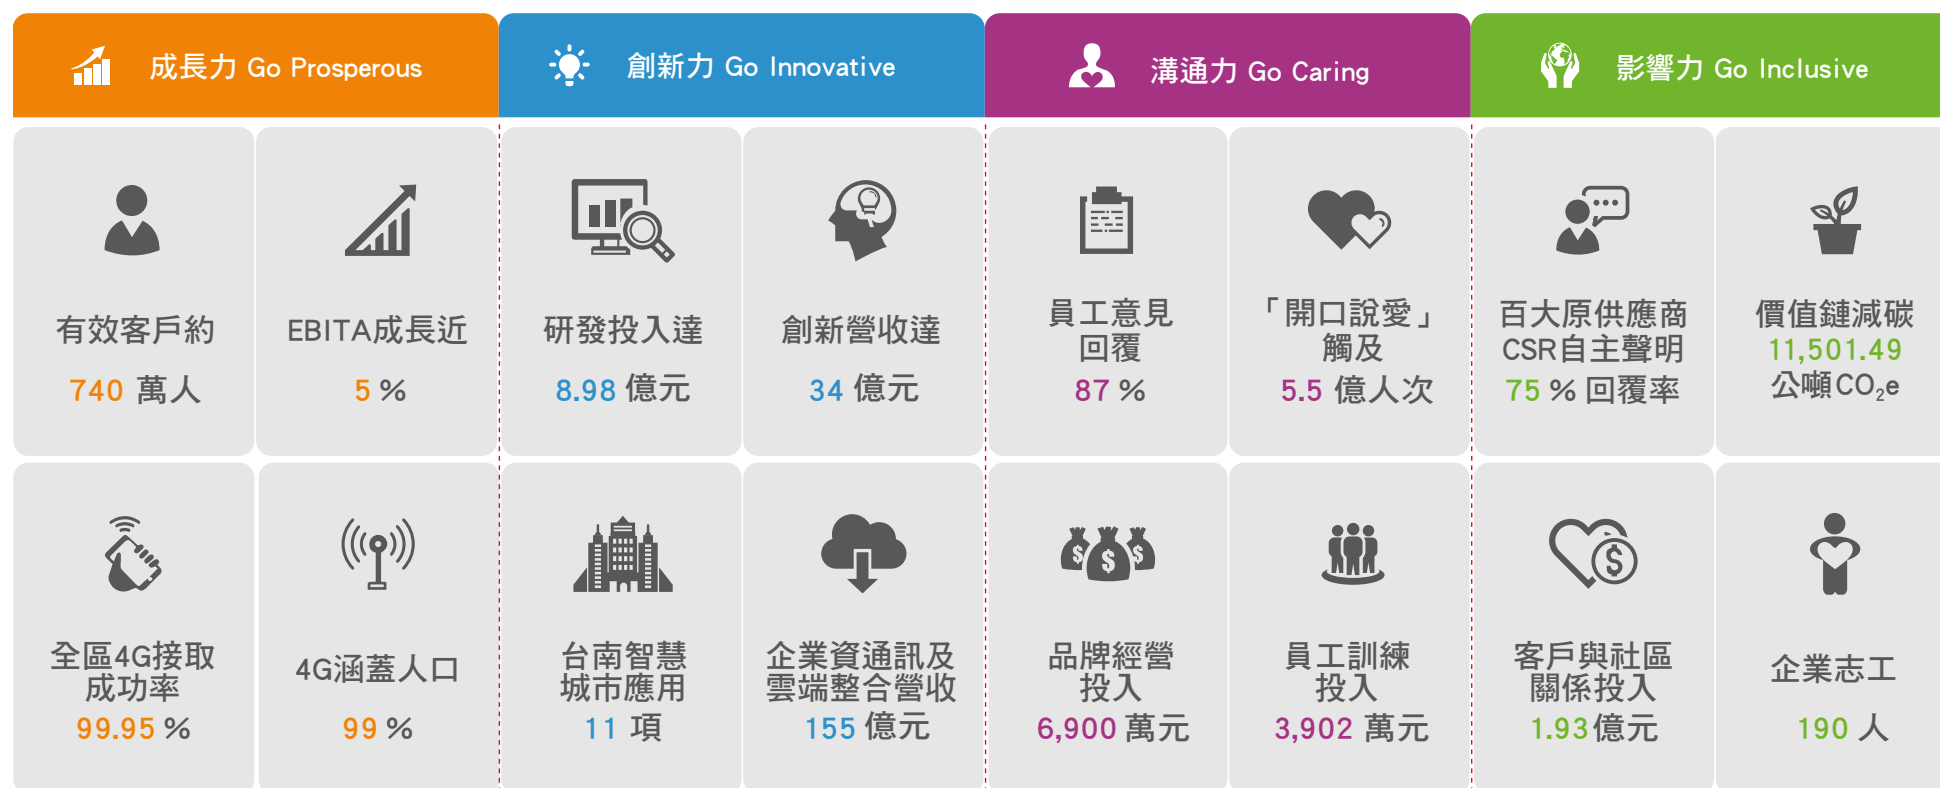 成長力 Go Prosperous
創新力 Go Innovative
溝通力 Go Caring
影響力 Go Inclusive
有效客戶約
740 萬人
EBITA成長近
5 %
研發投入達
8.98 億元
創新營收達
34 億元
員工意見
回覆
87 %
「開口說愛」
觸及
5.5 億人次
百大原供應商
CSR自主聲明
75 % 回覆率
價值鏈減碳
11,501.49
公噸CO₂e
全區4G接取
成功率
99.95 %
4G涵蓋人口
99 %
台南智慧
城市應用
11 項
企業資通訊及
雲端整合營收
155 億元
品牌經營
投入
6,900 萬元
員工訓練
投入
3,902 萬元
客戶與社區
關係投入
1.93億元
企業志工
190 人